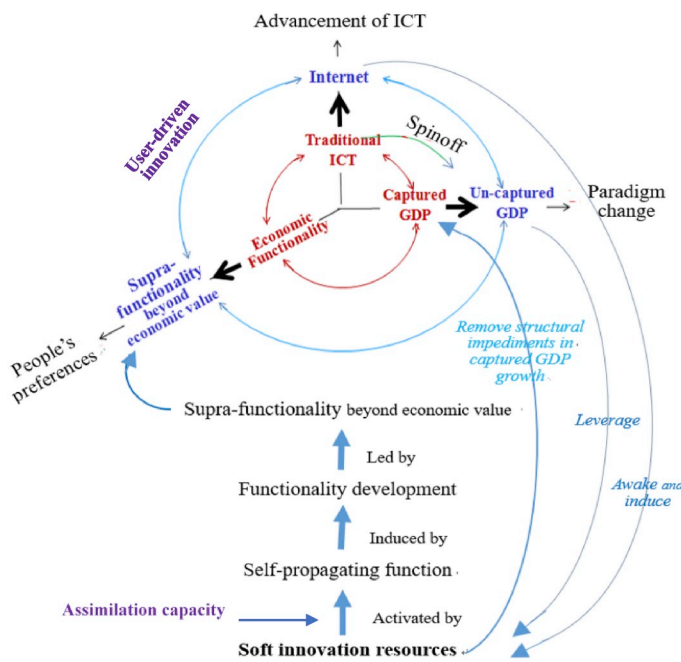 Advancement of ICT
Internet
User-driven
innovation
Traditional
ICT
Spinoff
Captured
GDP
Un-captured
GDP
Paradigm
change
Economic
Functionality
Supra-
functionality
beyond
economic value
People's
preferences
Remove structural
impediments in
captured GDP
growth
Supra-functionality beyond economic value
Leverage
Led by
Functionality development
Awake and
induce
Induced by
Self-propagating function
Assimilation capacity
Activated by
Soft innovation resources